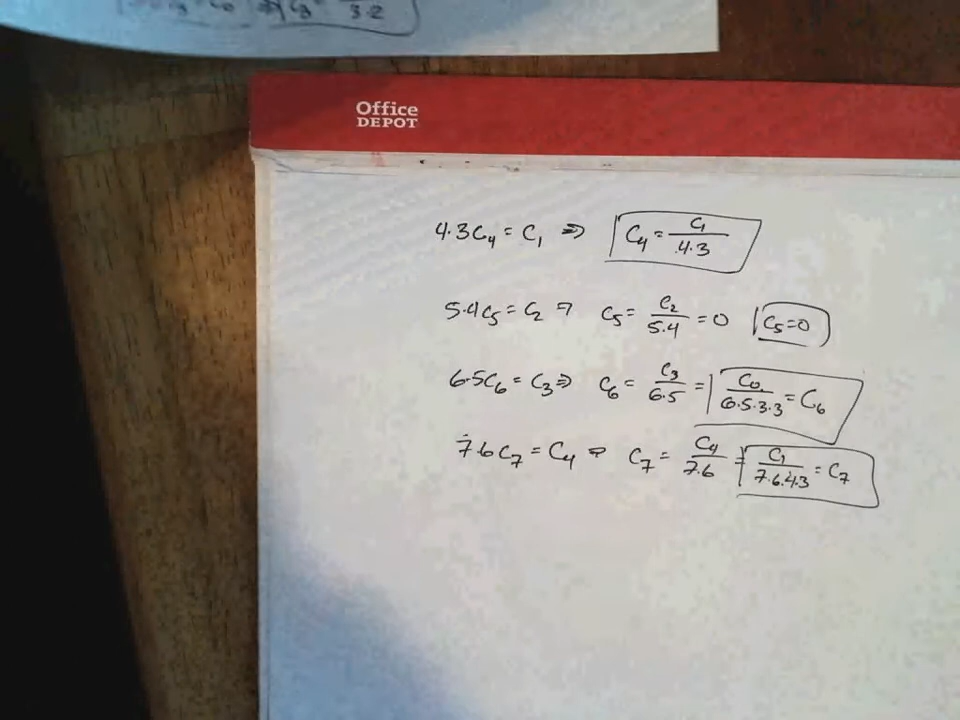 3·2
Office
DEPOT
4·3C₄ = C₁ ⇒ C₄ = C₁/4·3
5·4C₅ = C₂ ⇒ C₅ = C₂/5·4 = 0 C₅=0
6·5C₆ = C₃ ⇒ C₆ = C₃/6·5 = C₀/6·5·3·3 = C₆
7·6C₇ = C₄ ⇒ C₇ = C₄/7·6 = C₁/7·6·4·3 = C₇